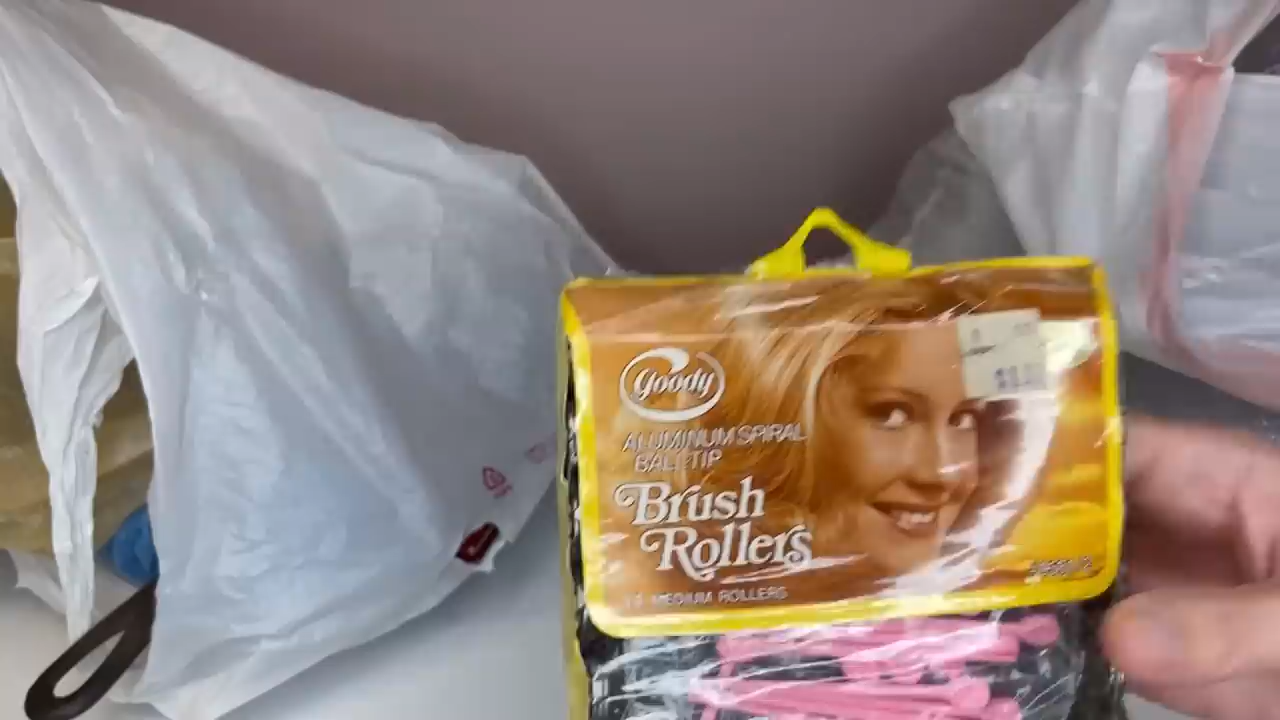 goody
ALUMINUM SPIRAL
BALL TIP
Brush
Rollers
MEDIUM ROLLERS